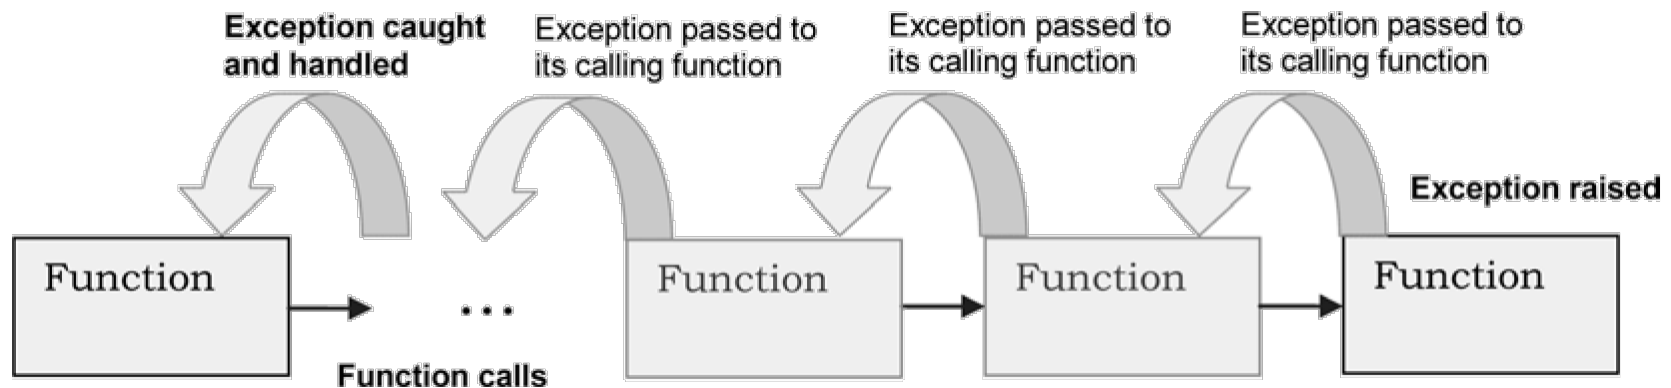 Exception caught
and handled
Exception passed to
its calling function
Exception passed to
its calling function
Exception passed to
its calling function
Exception raised
Function
...
Function
Function
Function
Function calls